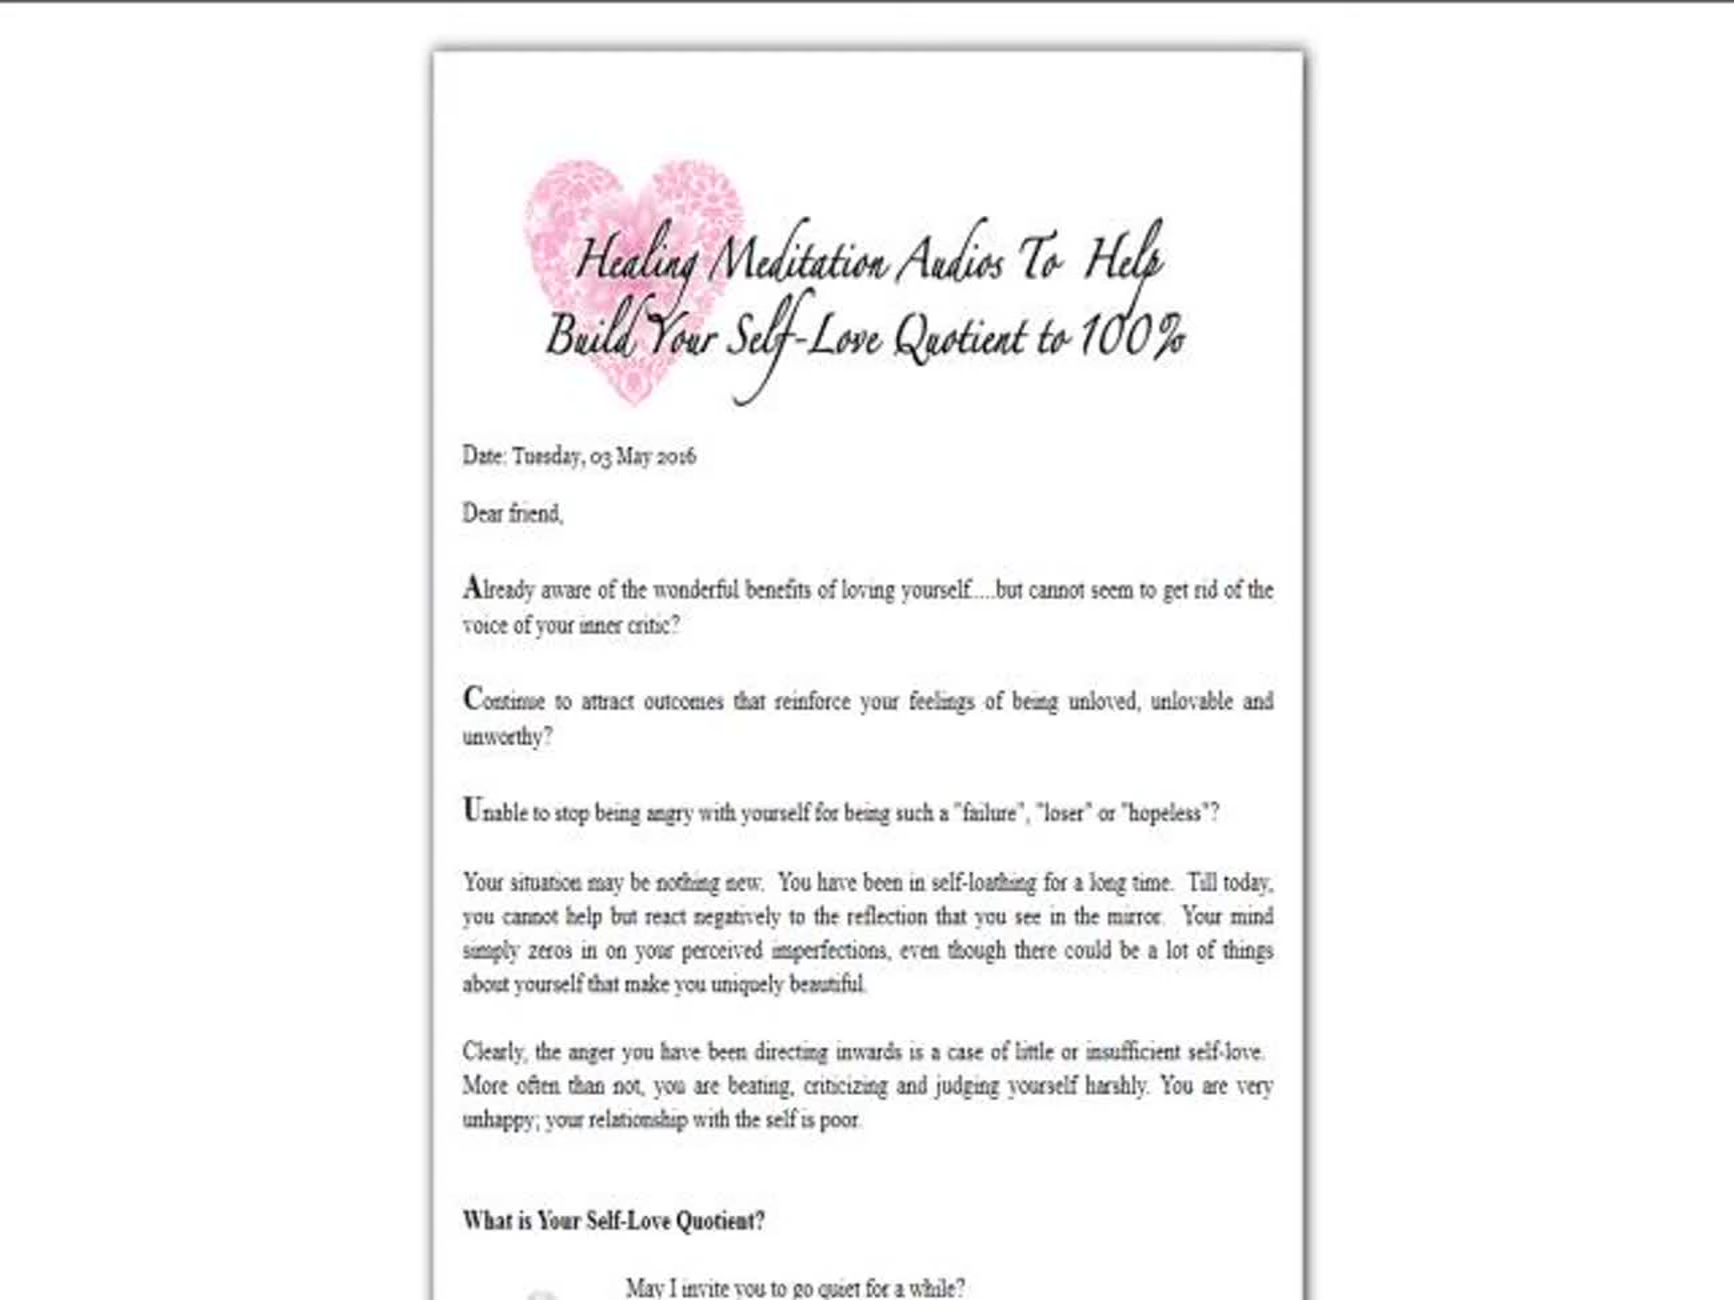 Healing Meditation Audios To Help
Build Your Self-Love Quotient to 100%
Date: Tuesday, 03 May 2016
Dear friend,
Already aware of the wonderful benefits of loving yourself.....but cannot seem to get rid of the
voice of your inner critic?
Continue to attract outcomes that reinforce your feelings of being unloved, unlovable and
unworthy?
Unable to stop being angry with yourself for being such a "failure", "loser" or "hopeless"?
Your situation may be nothing new. You have been in self-loathing for a long time. Till today,
you cannot help but react negatively to the reflection that you see in the mirror. Your mind
simply zeros in on your perceived imperfections, even though there could be a lot of things
about yourself that make you uniquely beautiful.
Clearly, the anger you have been directing inwards is a case of little or insufficient self-love.
More often than not, you are beating, criticizing and judging yourself harshly. You are very
unhappy; your relationship with the self is poor.
What is Your Self-Love Quotient?
May I invite you to go quiet for a while?